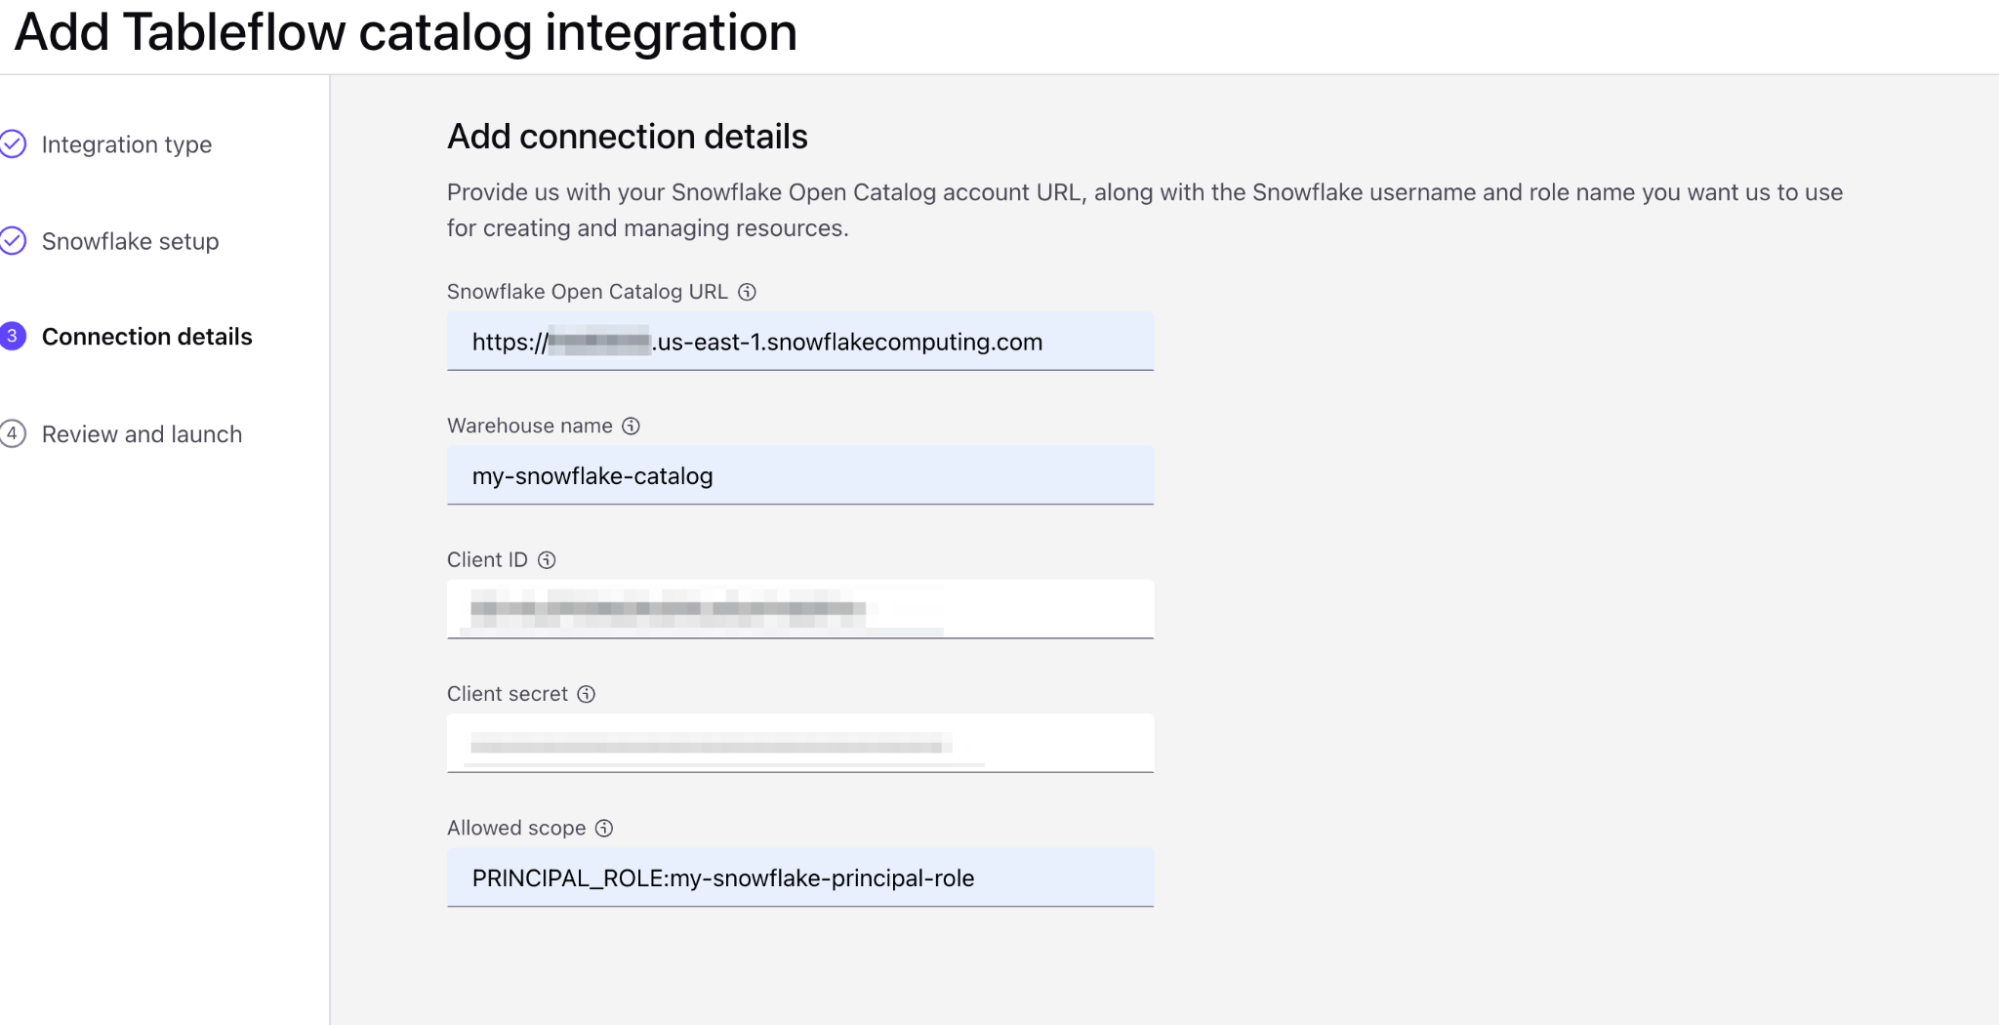 Add Tableflow catalog integration
Integration type
Snowflake setup
3 Connection details
4 Review and launch
Add connection details
Provide us with your Snowflake Open Catalog account URL, along with the Snowflake username and role name you want us to use
for creating and managing resources.
Snowflake Open Catalog URL
https:// .us-east-1.snowflakecomputing.com
Warehouse name
my-snowflake-catalog
Client ID
Client secret
Allowed scope
PRINCIPAL_ROLE:my-snowflake-principal-role